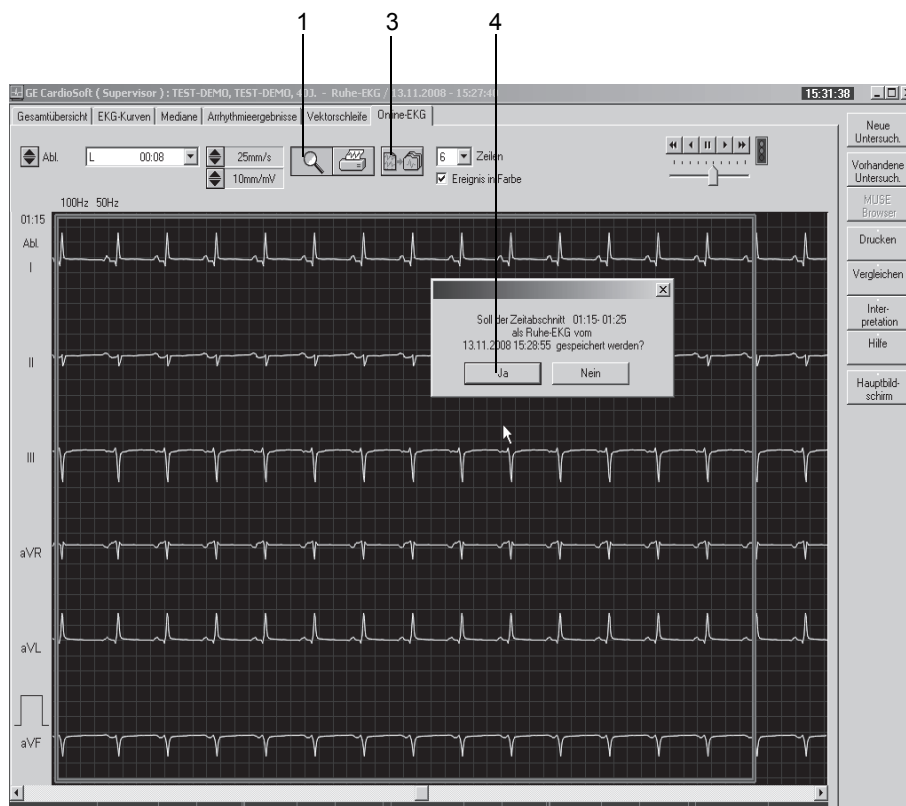 1 3 4
GE CardioSoft ( Supervisor ) : TEST-DEMO, TEST-DEMO, 40J. - Ruhe-EKG / 13.11.2008 - 15:27:40 15:31:38
Gesamtübersicht EKG-Kurven Mediane Arrhythmieergebnisse Vektorschleife Online-EKG
Abl. L 00:08 25mm/s 6 Zeilen
10mm/mV Ereignis in Farbe
100Hz 50Hz
01:15
Abl.
I
II
III
aVR
aVL
aVF
Soll der Zeitabschnitt 01:15- 01:25
als Ruhe-EKG vom
13.11.2008 15:28:55 gespeichert werden?
Ja Nein
Neue
Untersuch.
Vorhandene
Untersuch.
MUSE
Browser
Drucken
Vergleichen
Inter-
pretation
Hilfe
Hauptbild-
schirm